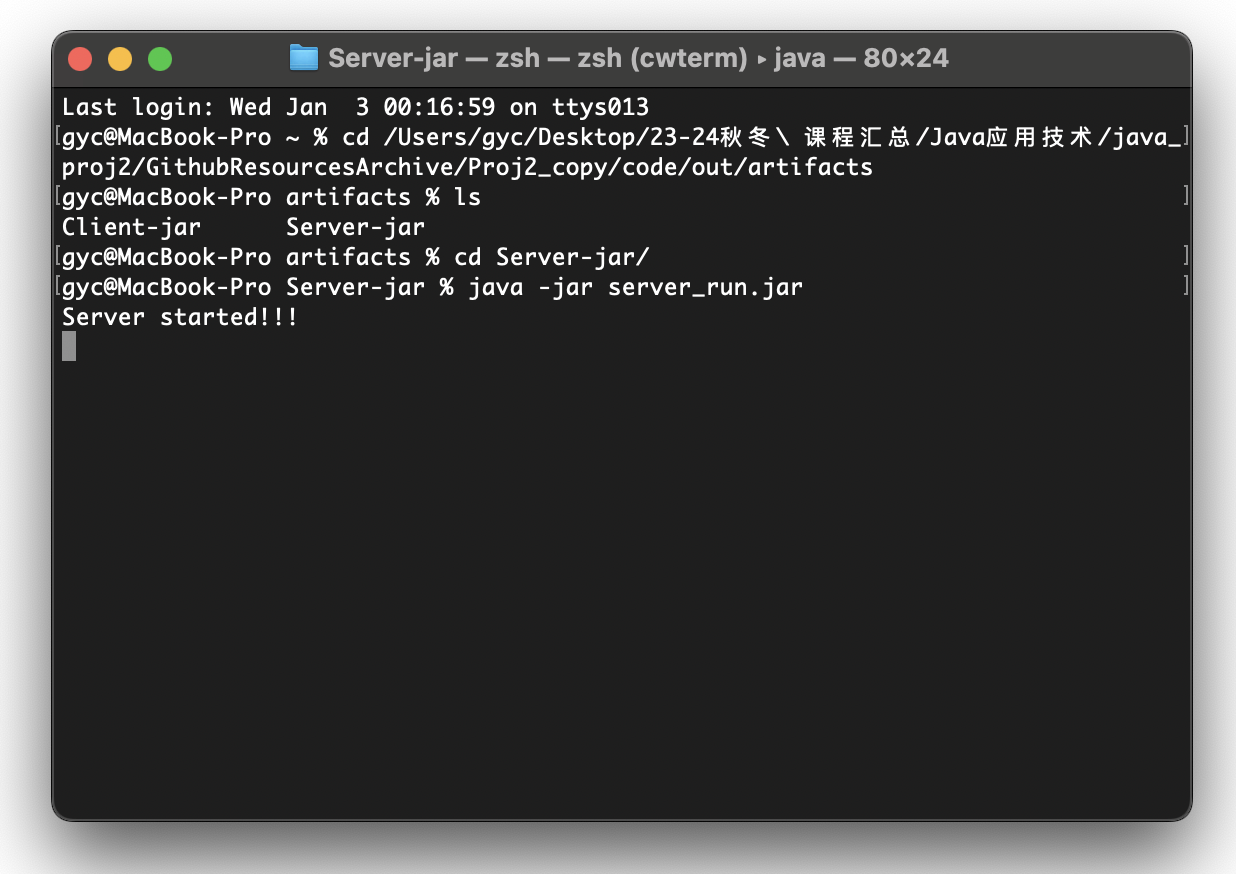 Server-jar — zsh — zsh (cwterm) ▸ java — 80×24
Last login: Wed Jan  3 00:16:59 on ttys013
[gyc@MacBook-Pro ~ % cd /Users/gyc/Desktop/23-24秋冬\ 课程汇总/Java应用技术/java_]
proj2/GithubResourcesArchive/Proj2_copy/code/out/artifacts
[gyc@MacBook-Pro artifacts % ls ]
Client-jar      Server-jar
[gyc@MacBook-Pro artifacts % cd Server-jar/ ]
[gyc@MacBook-Pro Server-jar % java -jar server_run.jar ]
Server started!!!